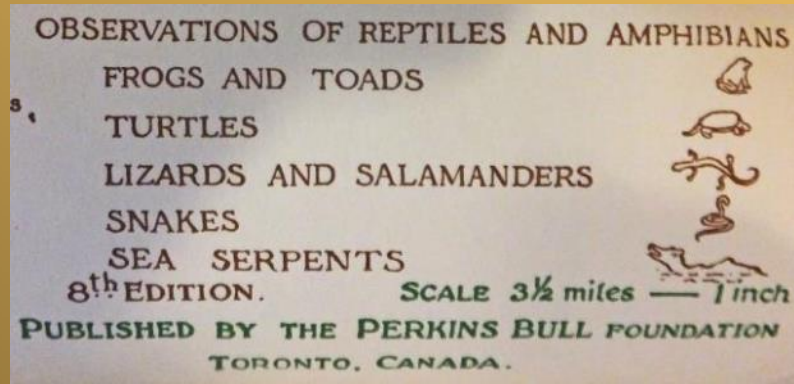 OBSERVATIONS OF REPTILES AND AMPHIBIANS
FROGS AND TOADS
s,
TURTLES
LIZARDS AND SALAMANDERS
SNAKES
SEA SERPENTS
8th EDITION. SCALE 3½ miles — 1 inch
PUBLISHED BY THE PERKINS BULL FOUNDATION
TORONTO, CANADA.